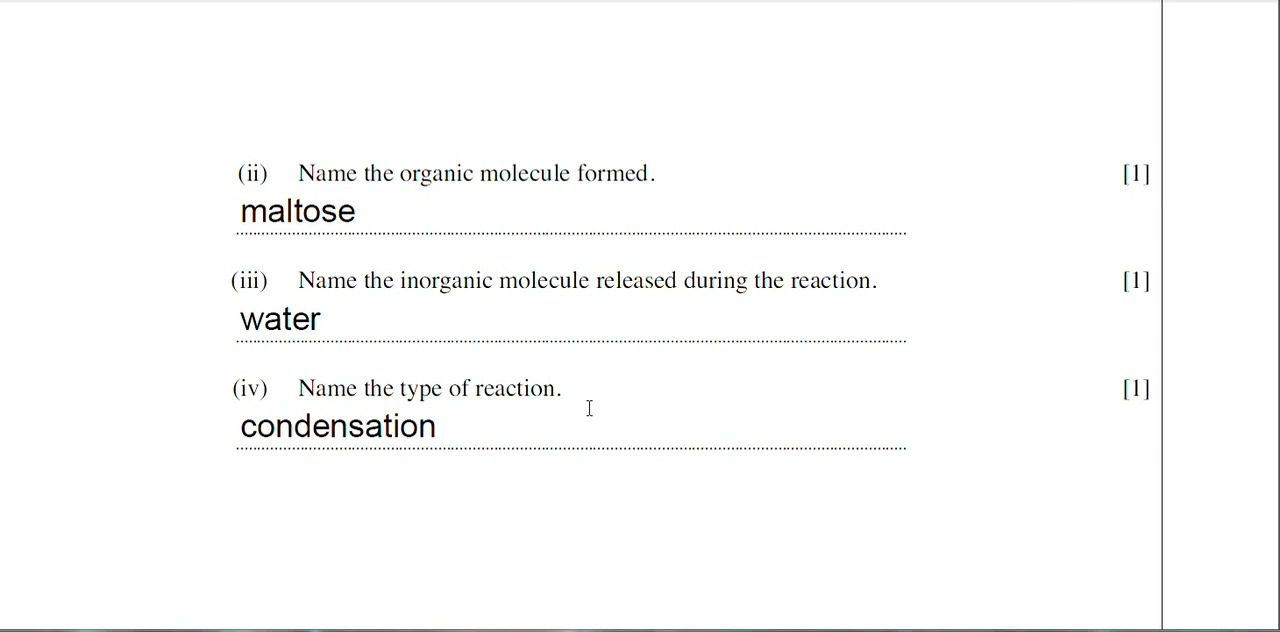 (ii) Name the organic molecule formed. [1]
maltose
(iii) Name the inorganic molecule released during the reaction. [1]
water
(iv) Name the type of reaction. [1]
condensation